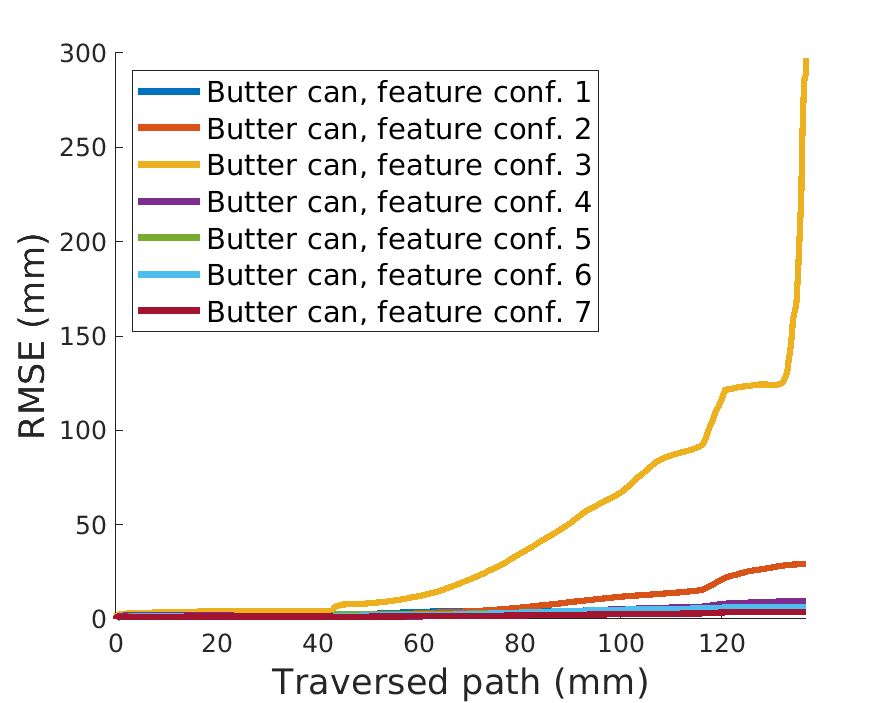 300
250
200
150
100
50
0
RMSE (mm)
Butter can, feature conf. 1
Butter can, feature conf. 2
Butter can, feature conf. 3
Butter can, feature conf. 4
Butter can, feature conf. 5
Butter can, feature conf. 6
Butter can, feature conf. 7
0 20 40 60 80 100 120
Traversed path (mm)